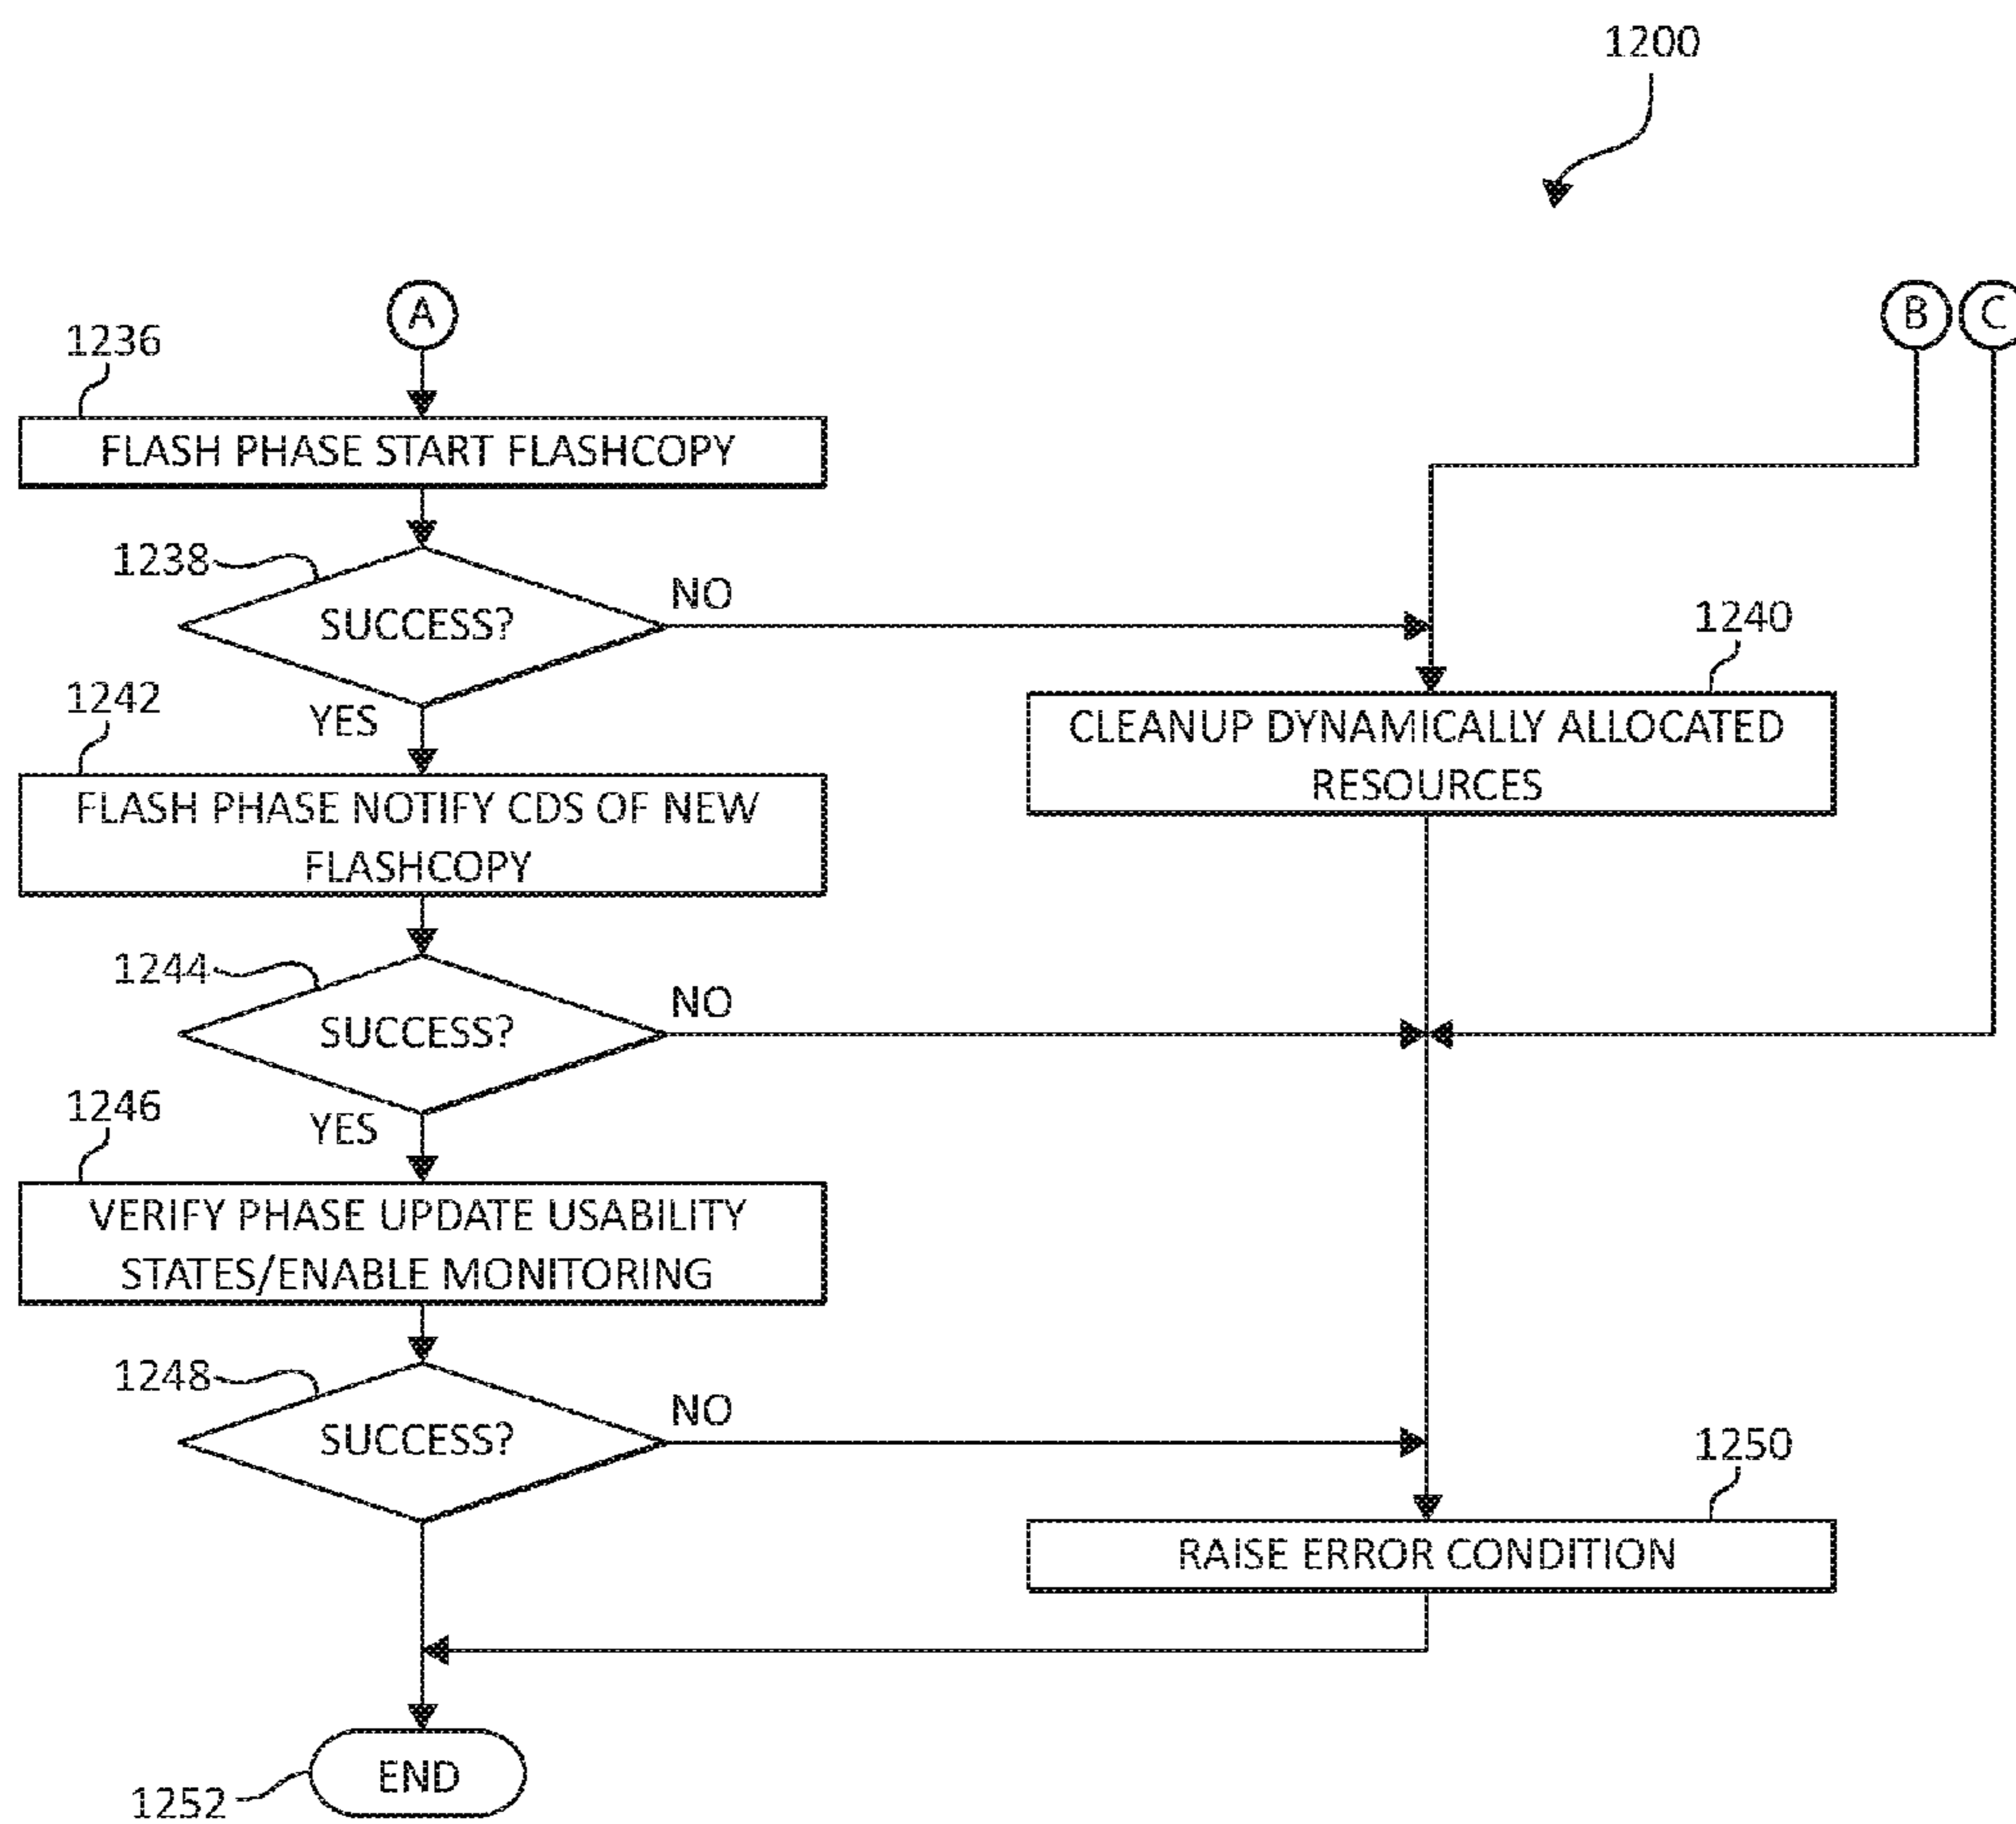 1200
A
B
C
1236
FLASH PHASE START FLASHCOPY
1238
SUCCESS?
NO
1240
YES
1242
CLEANUP DYNAMICALLY ALLOCATED
RESOURCES
FLASH PHASE NOTIFY CDS OF NEW
FLASHCOPY
1244
SUCCESS?
NO
YES
1246
VERIFY PHASE UPDATE USABILITY
STATES/ENABLE MONITORING
1248
SUCCESS?
NO
1250
RAISE ERROR CONDITION
END
1252